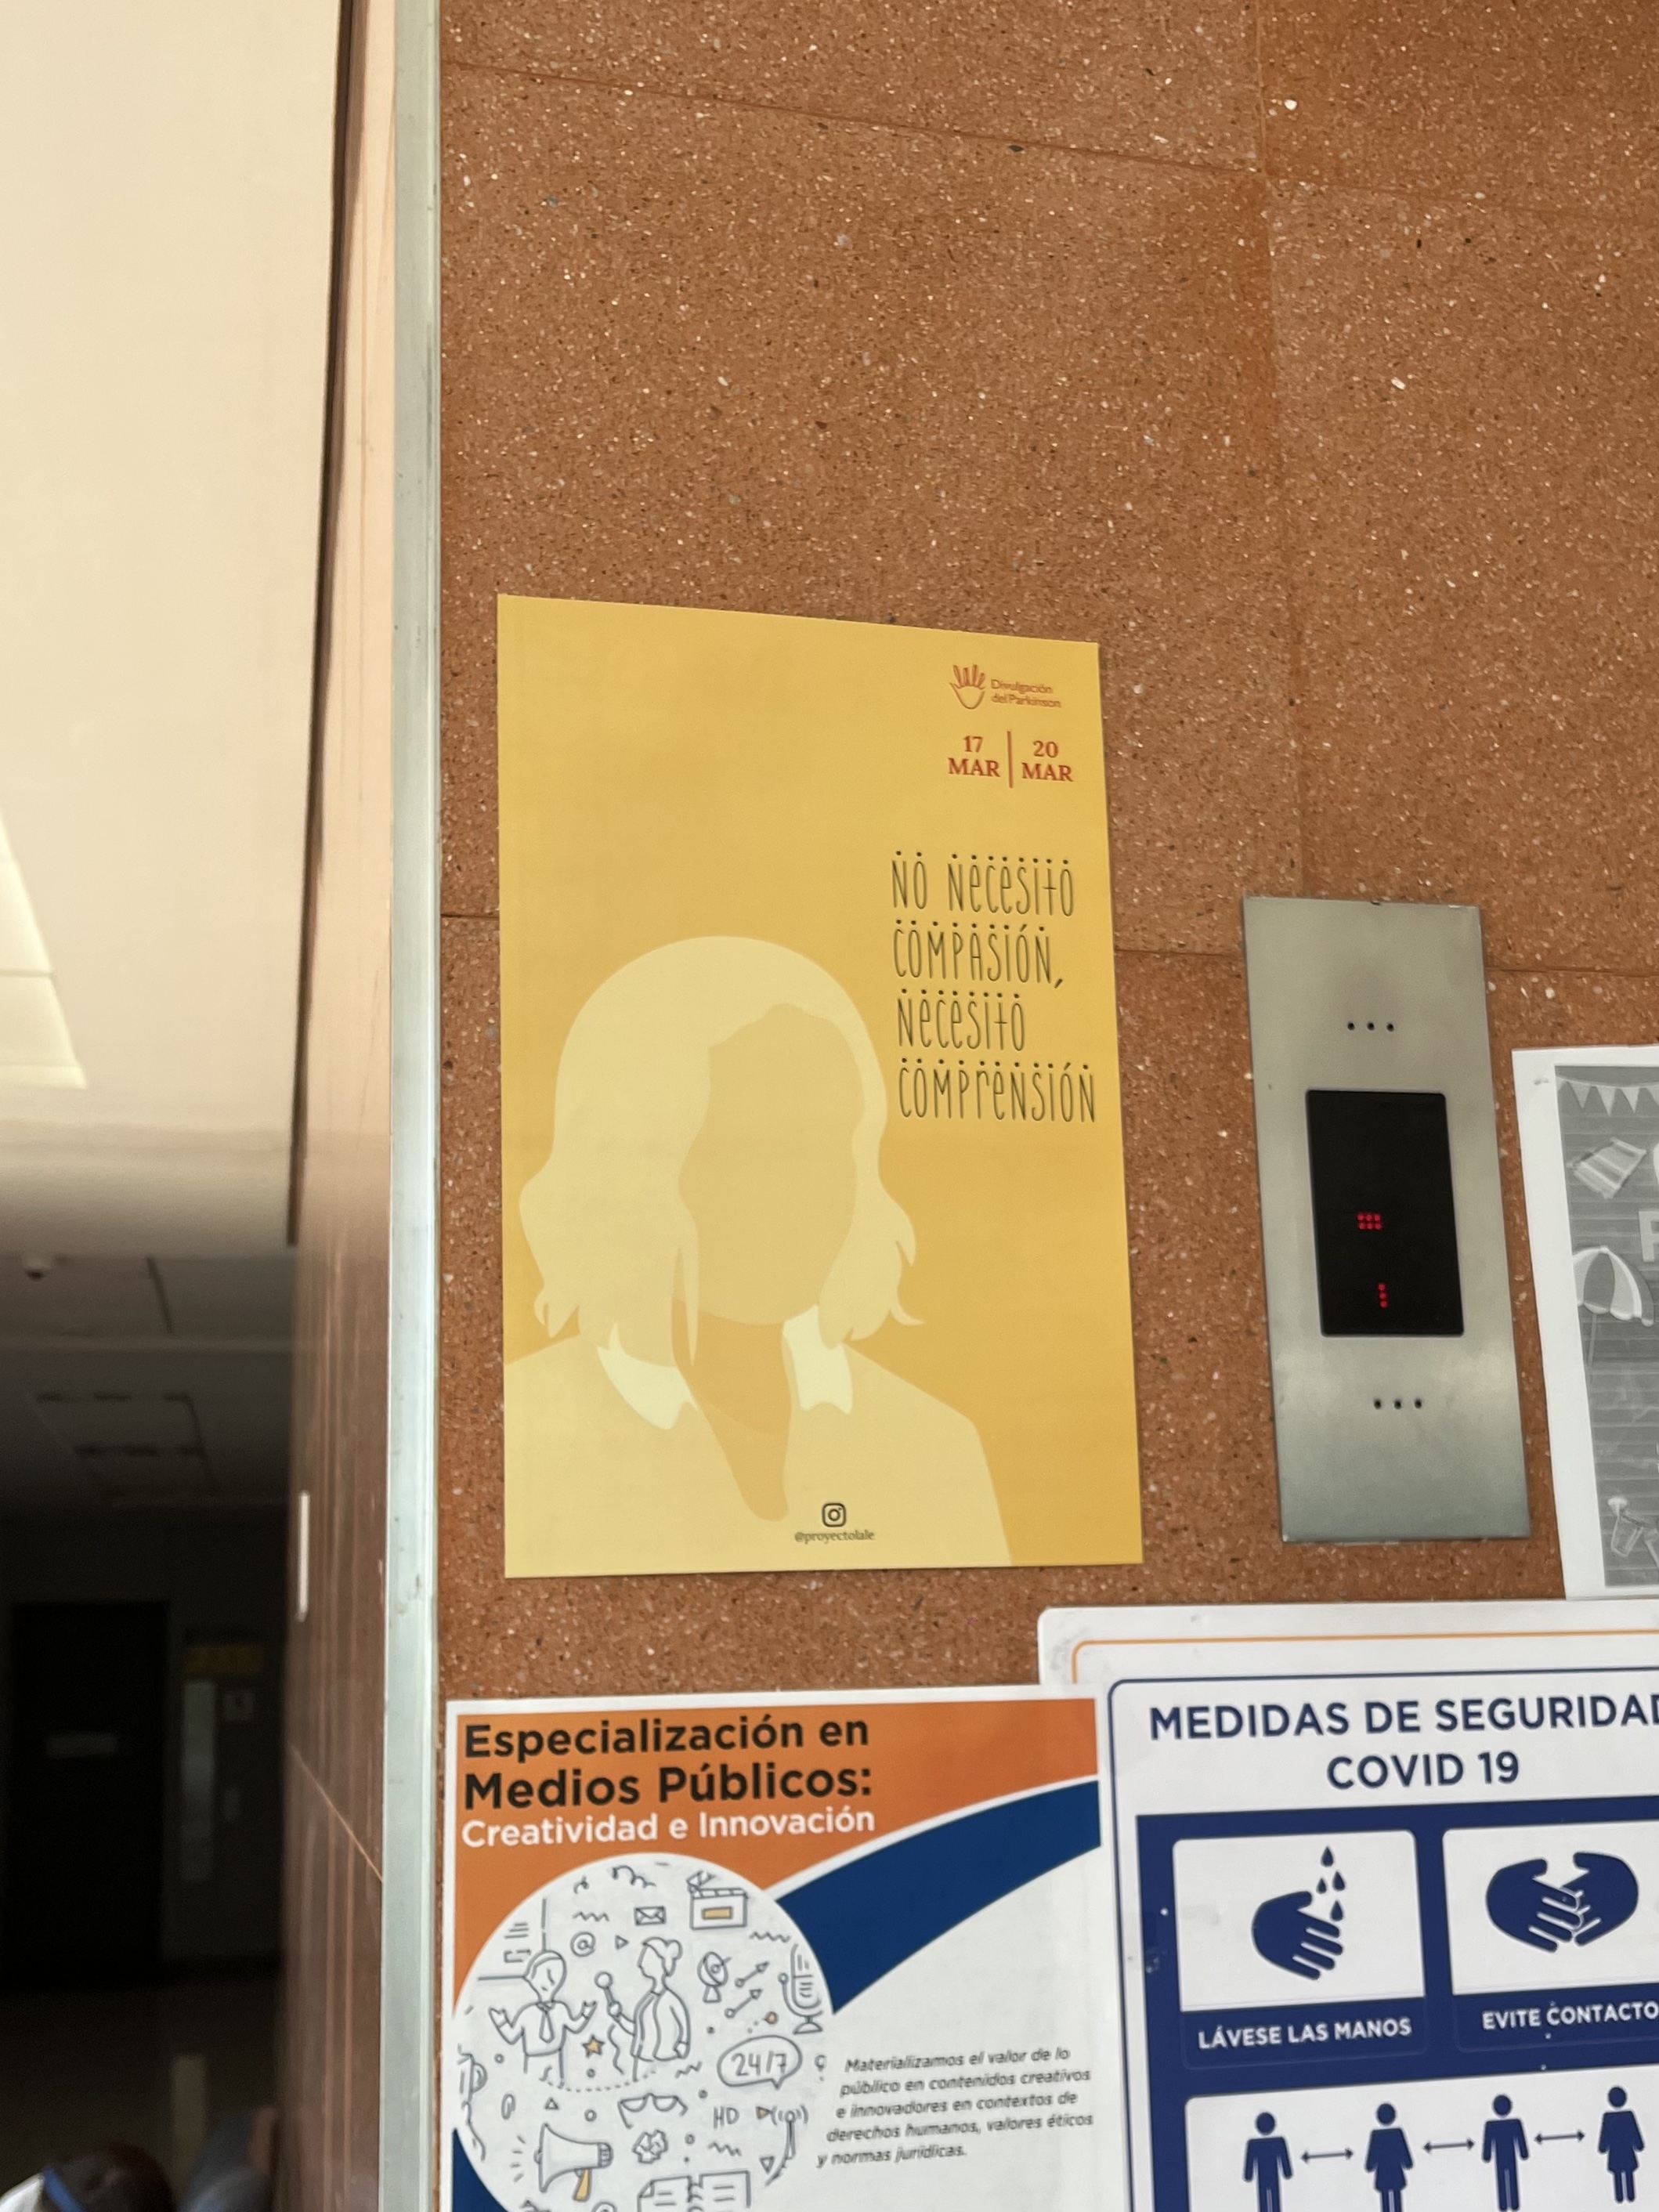 Divulgación
del Parkinson
17
MAR
20
MAR
NO NECESITO
COMPASIÓN,
NECESITO
COMPRENSIÓN
@proyectolale
Especialización en
Medios Públicos:
Creatividad e Innovación
24/7
HD
Materializamos el valor de lo
público en contenidos creativos
e innovadores en contextos de
derechos humanos, valores éticos
y normas jurídicas.
MEDIDAS DE SEGURIDAD
COVID 19
LÁVESE LAS MANOS
EVITE CONTACTO